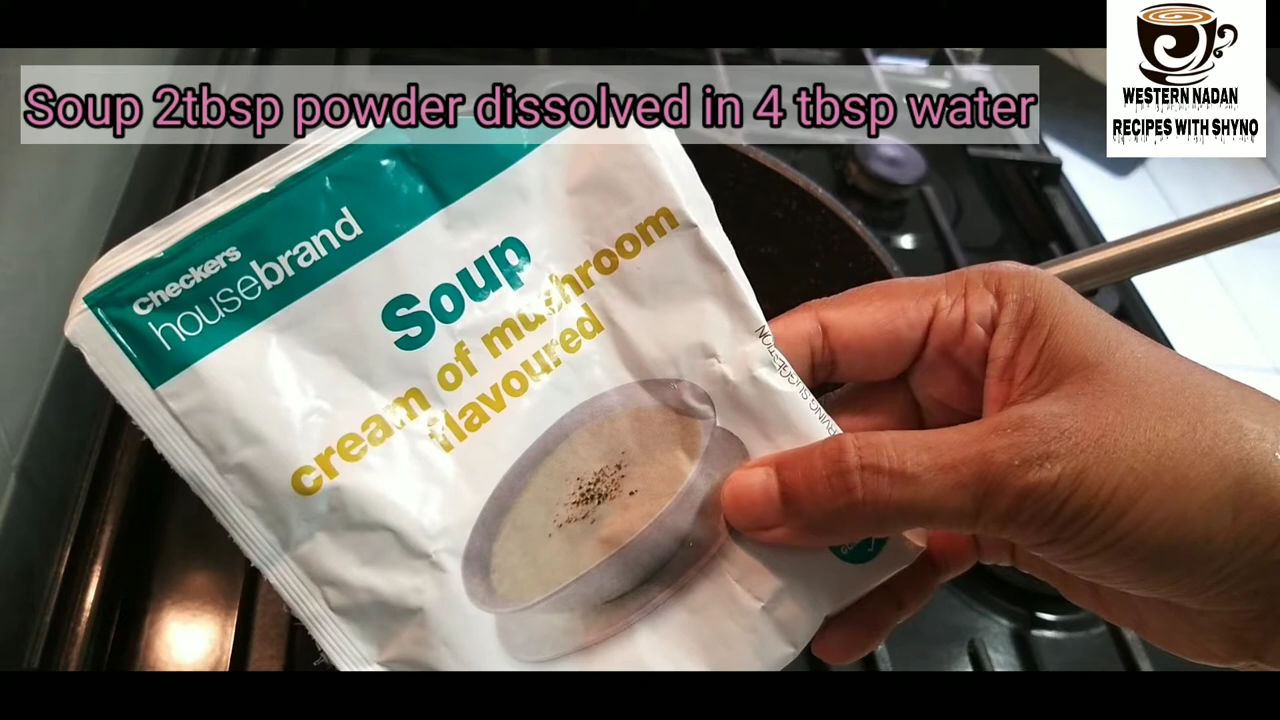 Soup 2tbsp powder dissolved in 4 tbsp water
WESTERN NADAN
RECIPES WITH SHYNO
Checkers
housebrand
Soup
cream of mushroom
flavoured
SUGGESTION